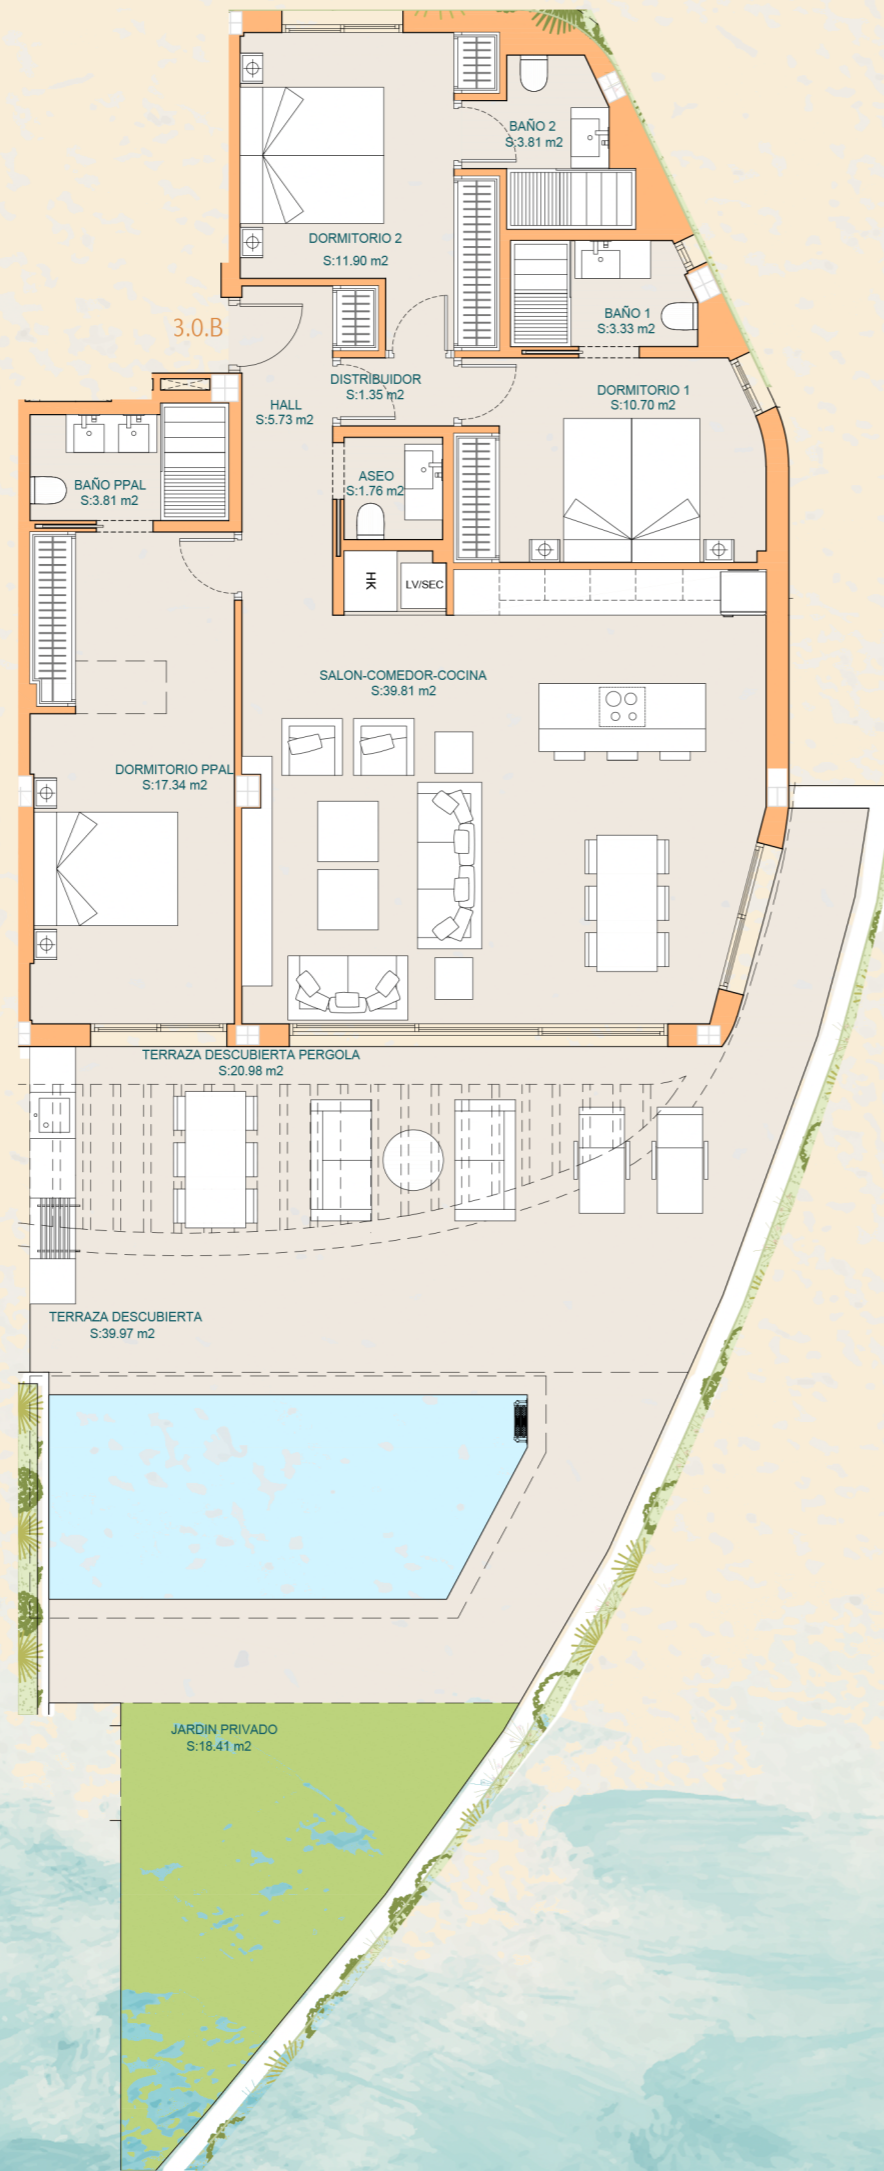 BAÑO 2
S:3.81 m2
DORMITORIO 2
S:11.90 m2
BAÑO 1
S:3.33 m2
3.0.B
DISTRIBUIDOR
S:1.35 m2
DORMITORIO 1
S:10.70 m2
HALL
S:5.73 m2
ASEO
S:1.76 m2
BAÑO PPAL
S:3.81 m2
HK
LV/SEC
SALON-COMEDOR-COCINA
S:39.81 m2
DORMITORIO PPAL
S:17.34 m2
TERRAZA DESCUBIERTA PERGOLA
S:20.98 m2
TERRAZA DESCUBIERTA
S:39.97 m2
JARDIN PRIVADO
S:18.41 m2